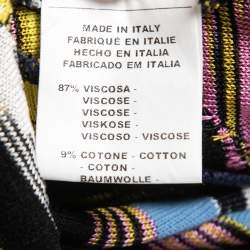 MADE IN ITALY
FABRIQUÉ EN ITALIE
HECHO EN ITALIA
FABRICADO EM ITALIA
87% VISCOSA -
VISCOSE -
VISCOSE -
VISKOSE -
VISCOSO - VISCOSE
9% COTONE - COTTON
- COTON -
BAUMWOLLE -